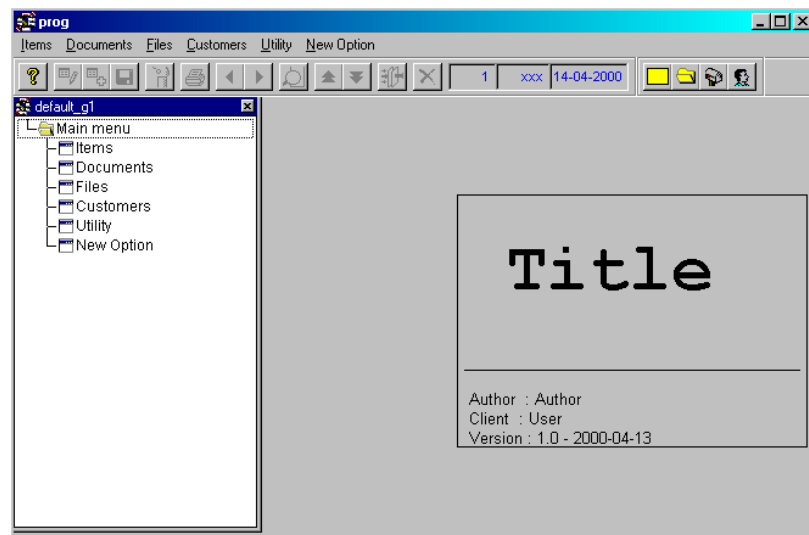 prog
Items Documents Files Customers Utility New Option
? 1 xxx 14-04-2000
default_g1
Main menu
Items
Documents
Files
Customers
Utility
New Option
Title
Author : Author
Client : User
Version : 1.0 - 2000-04-13